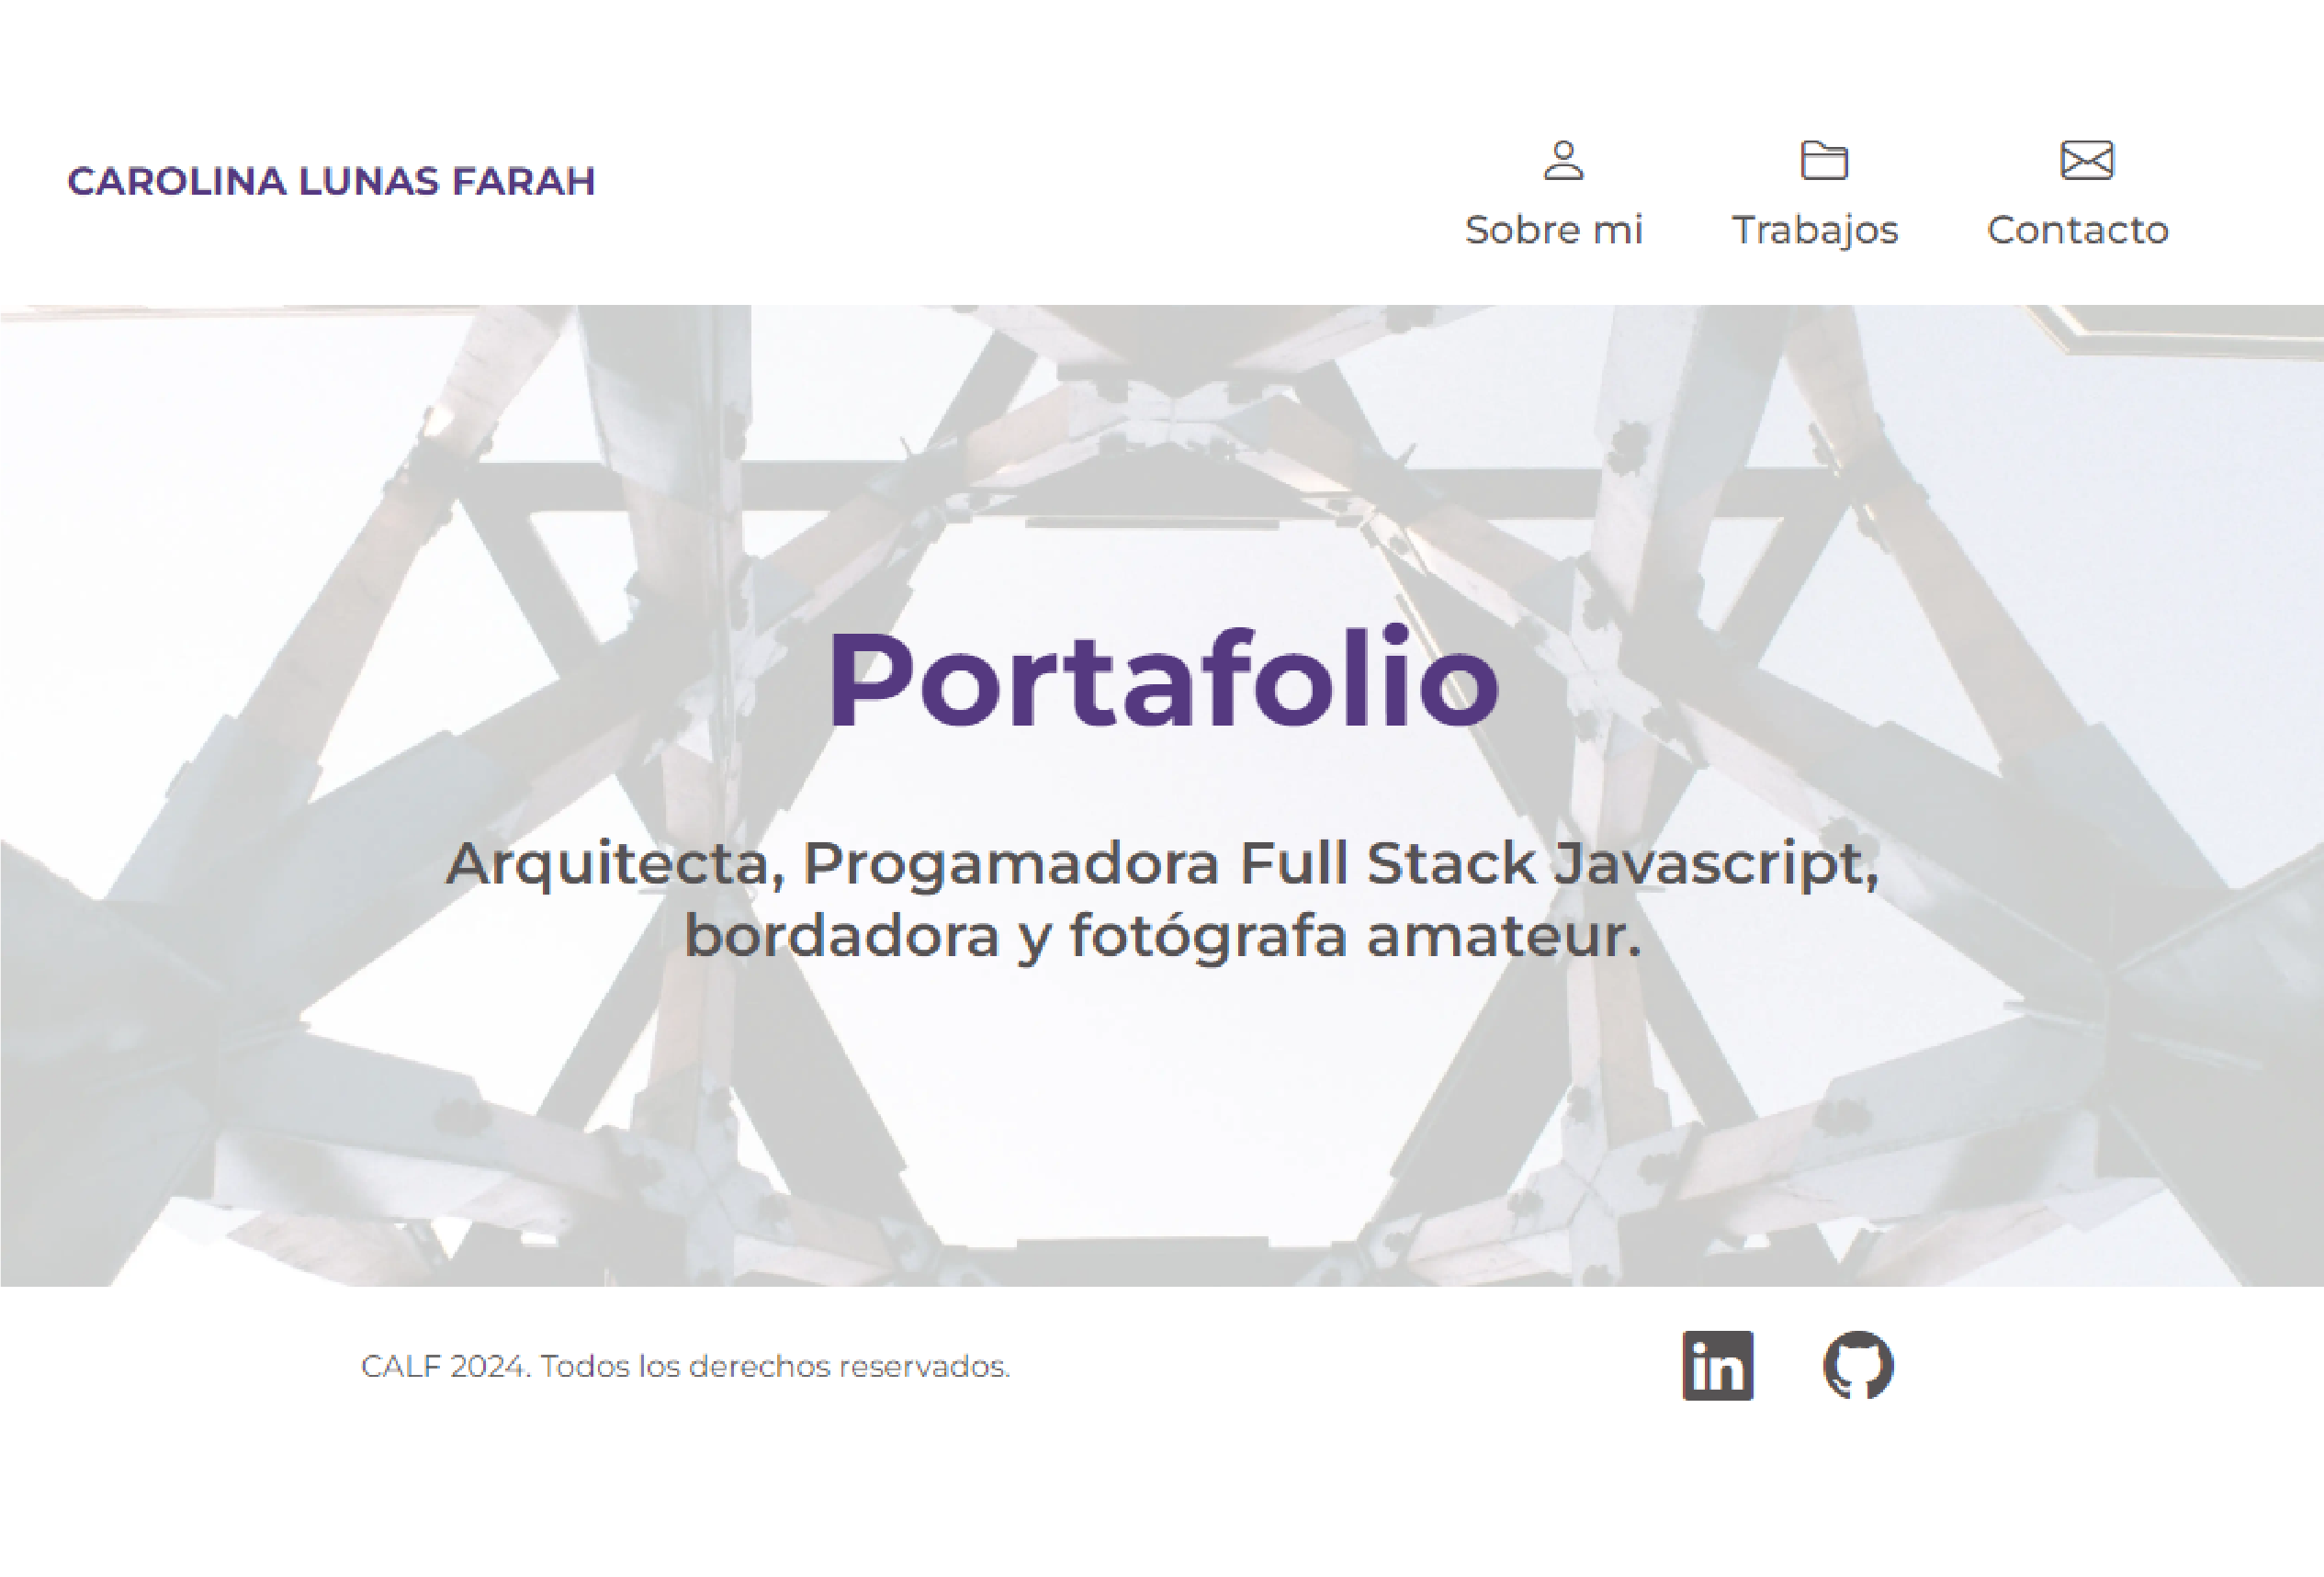 CAROLINA LUNAS FARAH
Sobre mi
Trabajos
Contacto
Portafolio
Arquitecta, Progamadora Full Stack Javascript,
bordadora y fotógrafa amateur.
CALF 2024. Todos los derechos reservados.
in